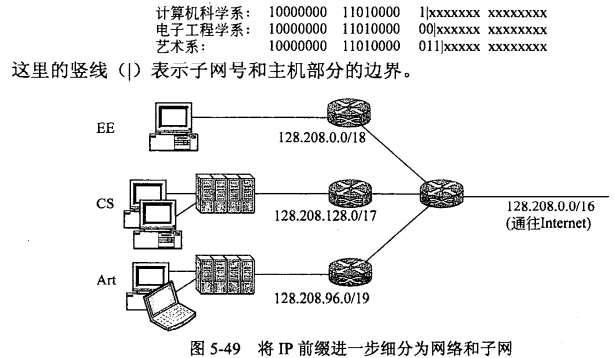 计算机科学系： 10000000 11010000 1|xxxxxxx xxxxxxxx
电子工程学系： 10000000 11010000 00|xxxxxx xxxxxxxx
艺术系： 10000000 11010000 011|xxxxx xxxxxxxx
这里的竖线（|）表示子网号和主机部分的边界。
EE
128.208.0.0/18
CS
128.208.128.0/17
128.208.0.0/16
(通往Internet)
Art
128.208.96.0/19
图 5-49 将 IP 前缀进一步细分为网络和子网